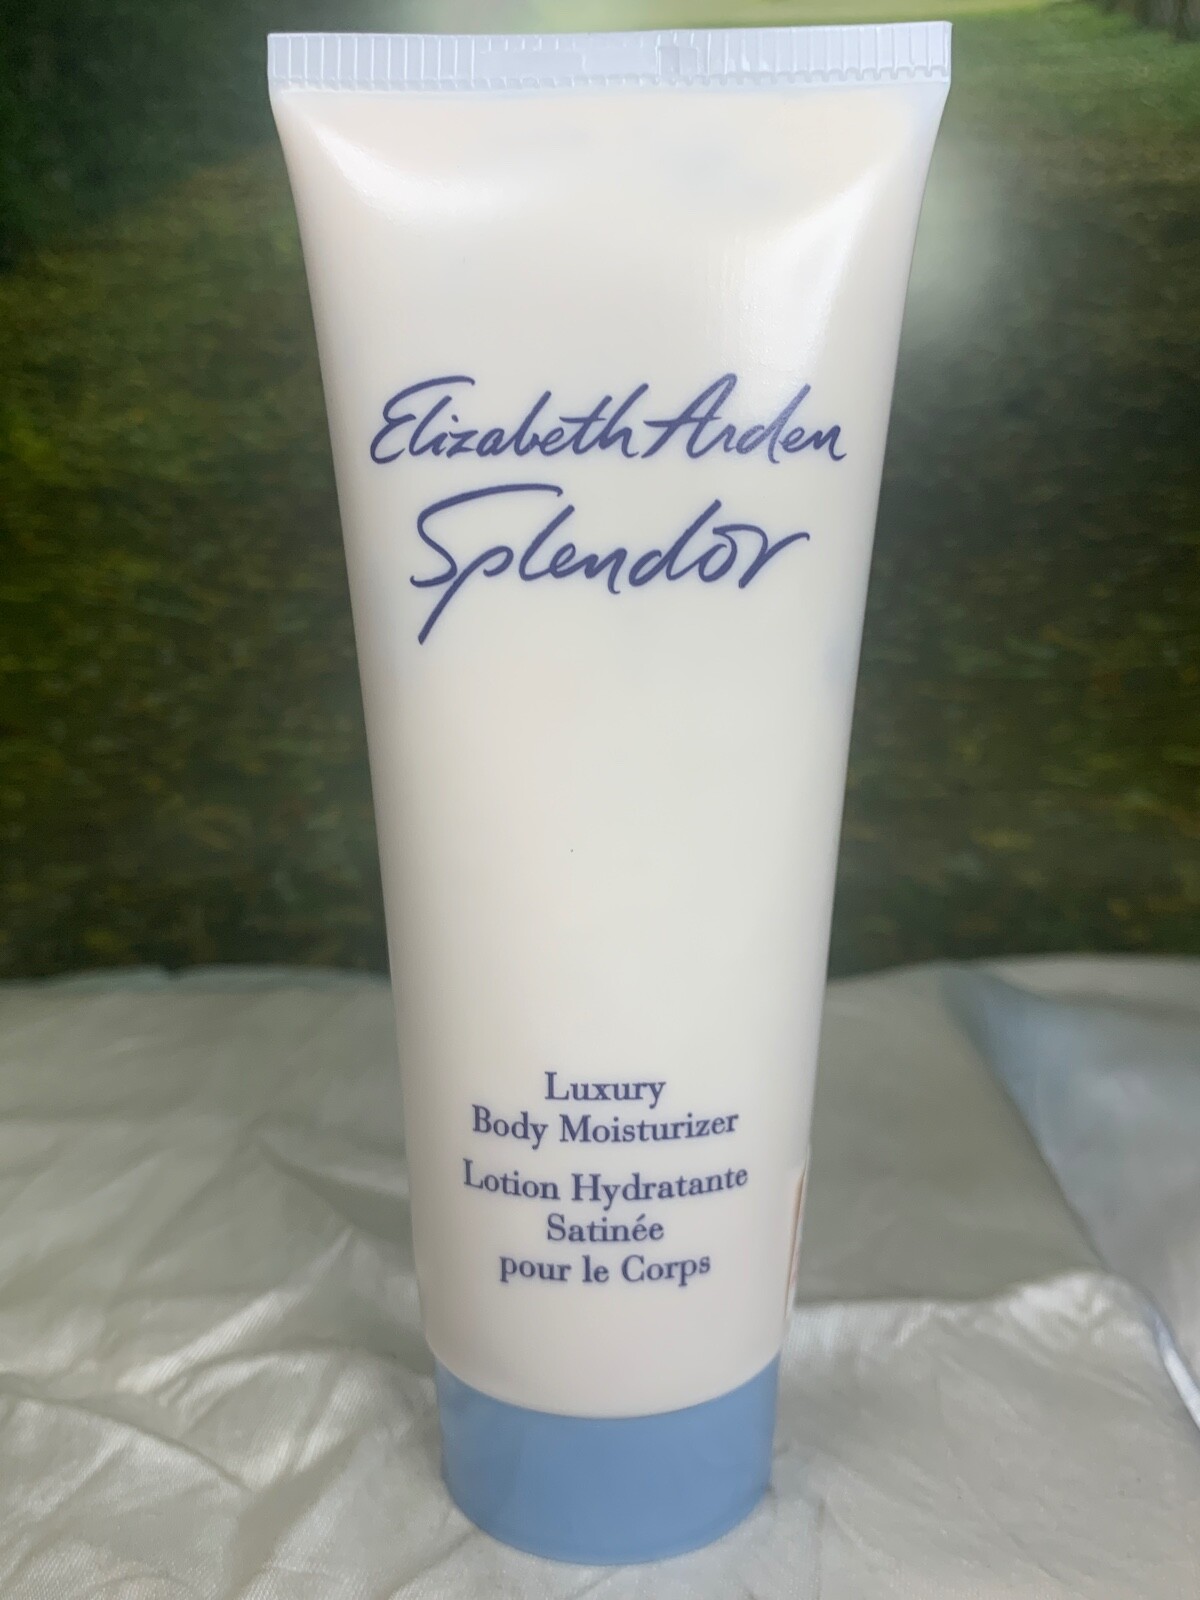 Elizabeth Arden
Splendor
Luxury
Body Moisturizer
Lotion Hydratante
Satinée
pour le Corps